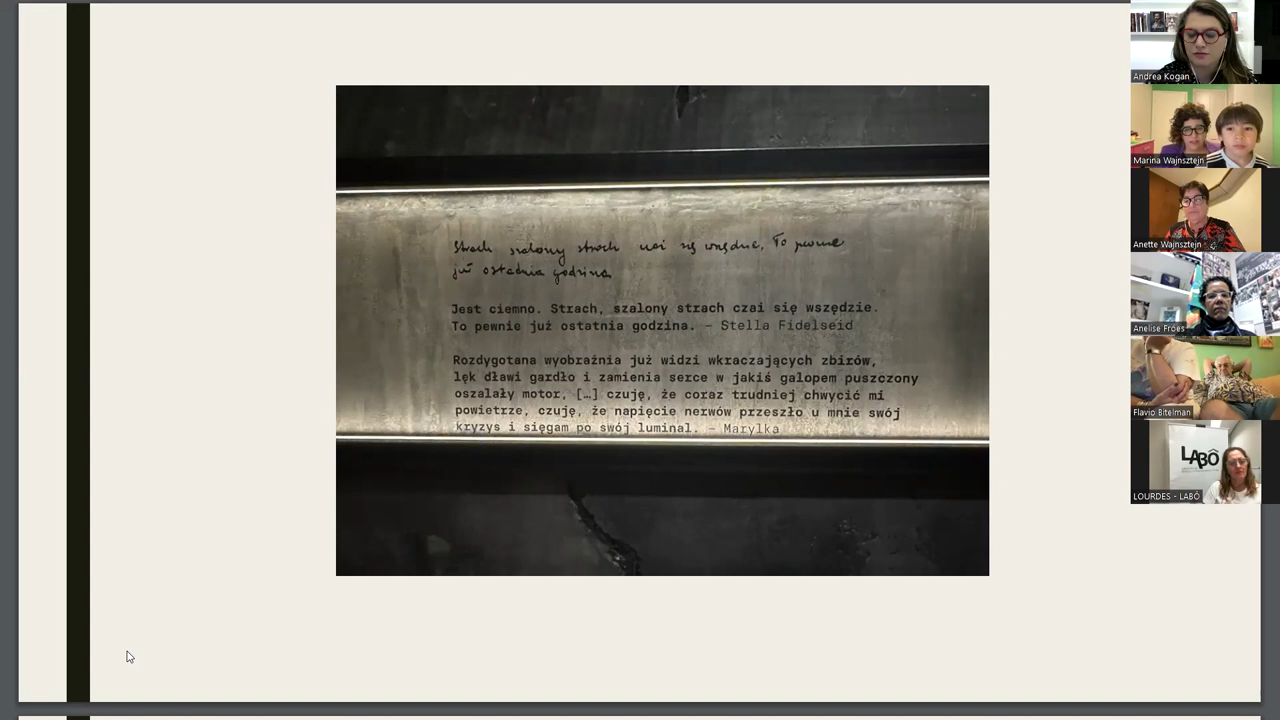 Strach szalony strach czai się wszędzie. To pewnie
już ostatnia godzina
Jest ciemno. Strach, szalony strach czai się wszędzie.
To pewnie już ostatnia godzina. – Stella Fidelseid
Rozdygotana wyobraźnia już widzi wkraczających zbirów,
lęk dławi gardło i zamienia serce w jakiś galopem puszczony
oszalały motor, […] czuję, że coraz trudniej chwycić mi
powietrze, czuję, że napięcie nerwów przeszło u mnie swój
kryzys i sięgam po swój luminal. – Marylka
Andrea Kogan
Marina Wajnsztejn
Anette Wajnsztejn
Anelise Fróes
Flavio Bitelman
LABÔ
LOURDES - LABÔ